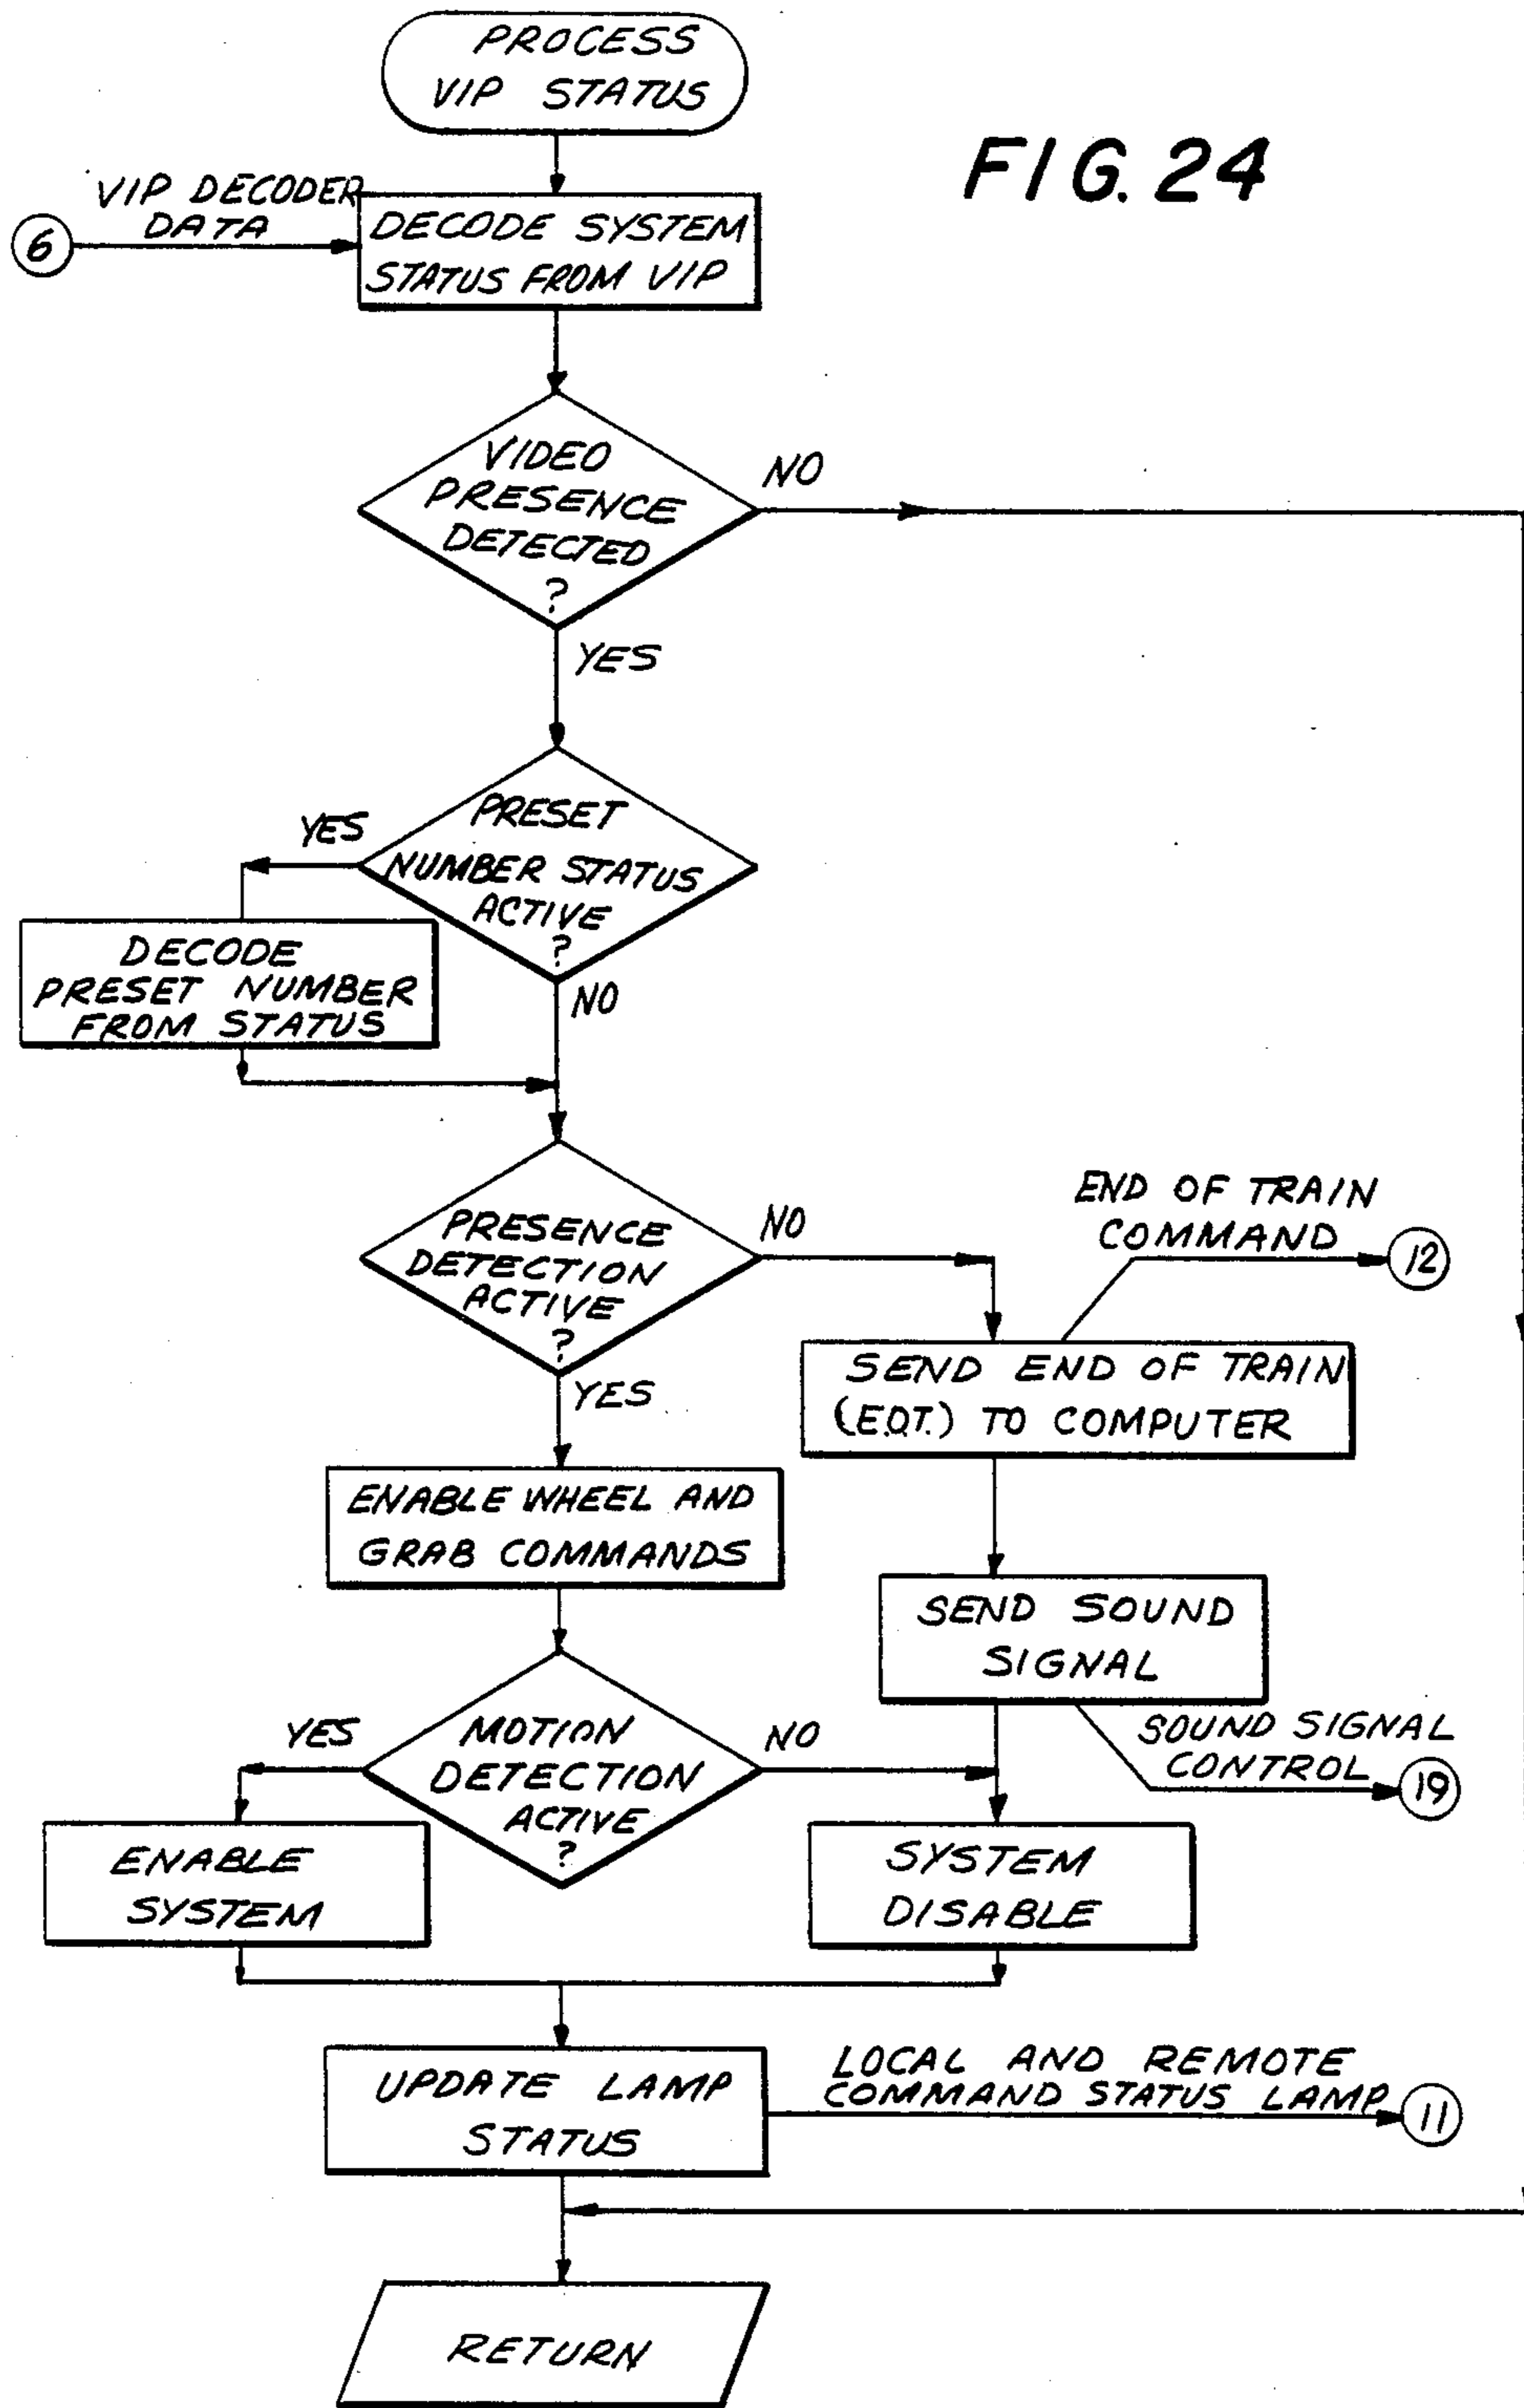 PROCESS
VIP STATUS
FIG. 24
VIP DECODER
DATA
6
DECODE SYSTEM
STATUS FROM VIP
VIDEO
PRESENCE
DETECTED
?
NO
YES
PRESET
NUMBER STATUS
ACTIVE
?
YES
NO
DECODE
PRESET NUMBER
FROM STATUS
PRESENCE
DETECTION
ACTIVE
?
NO
YES
END OF TRAIN
COMMAND
12
SEND END OF TRAIN
(E.O.T.) TO COMPUTER
ENABLE WHEEL AND
GRAB COMMANDS
SEND SOUND
SIGNAL
SOUND SIGNAL
CONTROL
19
MOTION
DETECTION
ACTIVE
?
YES
NO
ENABLE
SYSTEM
SYSTEM
DISABLE
UPDATE LAMP
STATUS
LOCAL AND REMOTE
COMMAND STATUS LAMP
11
RETURN